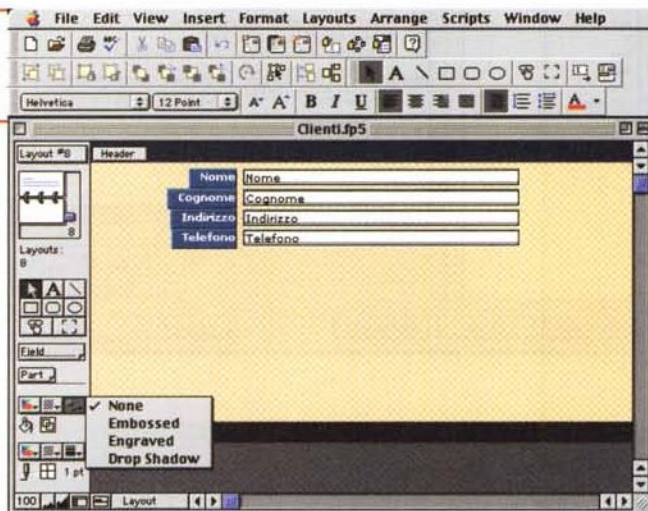 File Edit View Insert Format Layouts Arrange Scripts Window Help
Helvetica 12 Point A A B I U A
Clienti.fp5
Layout #8 Header
Nome Nome
Cognome Cognome
Indirizzo Indirizzo
Telefono Telefono
8
Layouts:
8
A
Field
Part
✓ None
Embossed
Engraved
Drop Shadow
1 pt
100 Layout